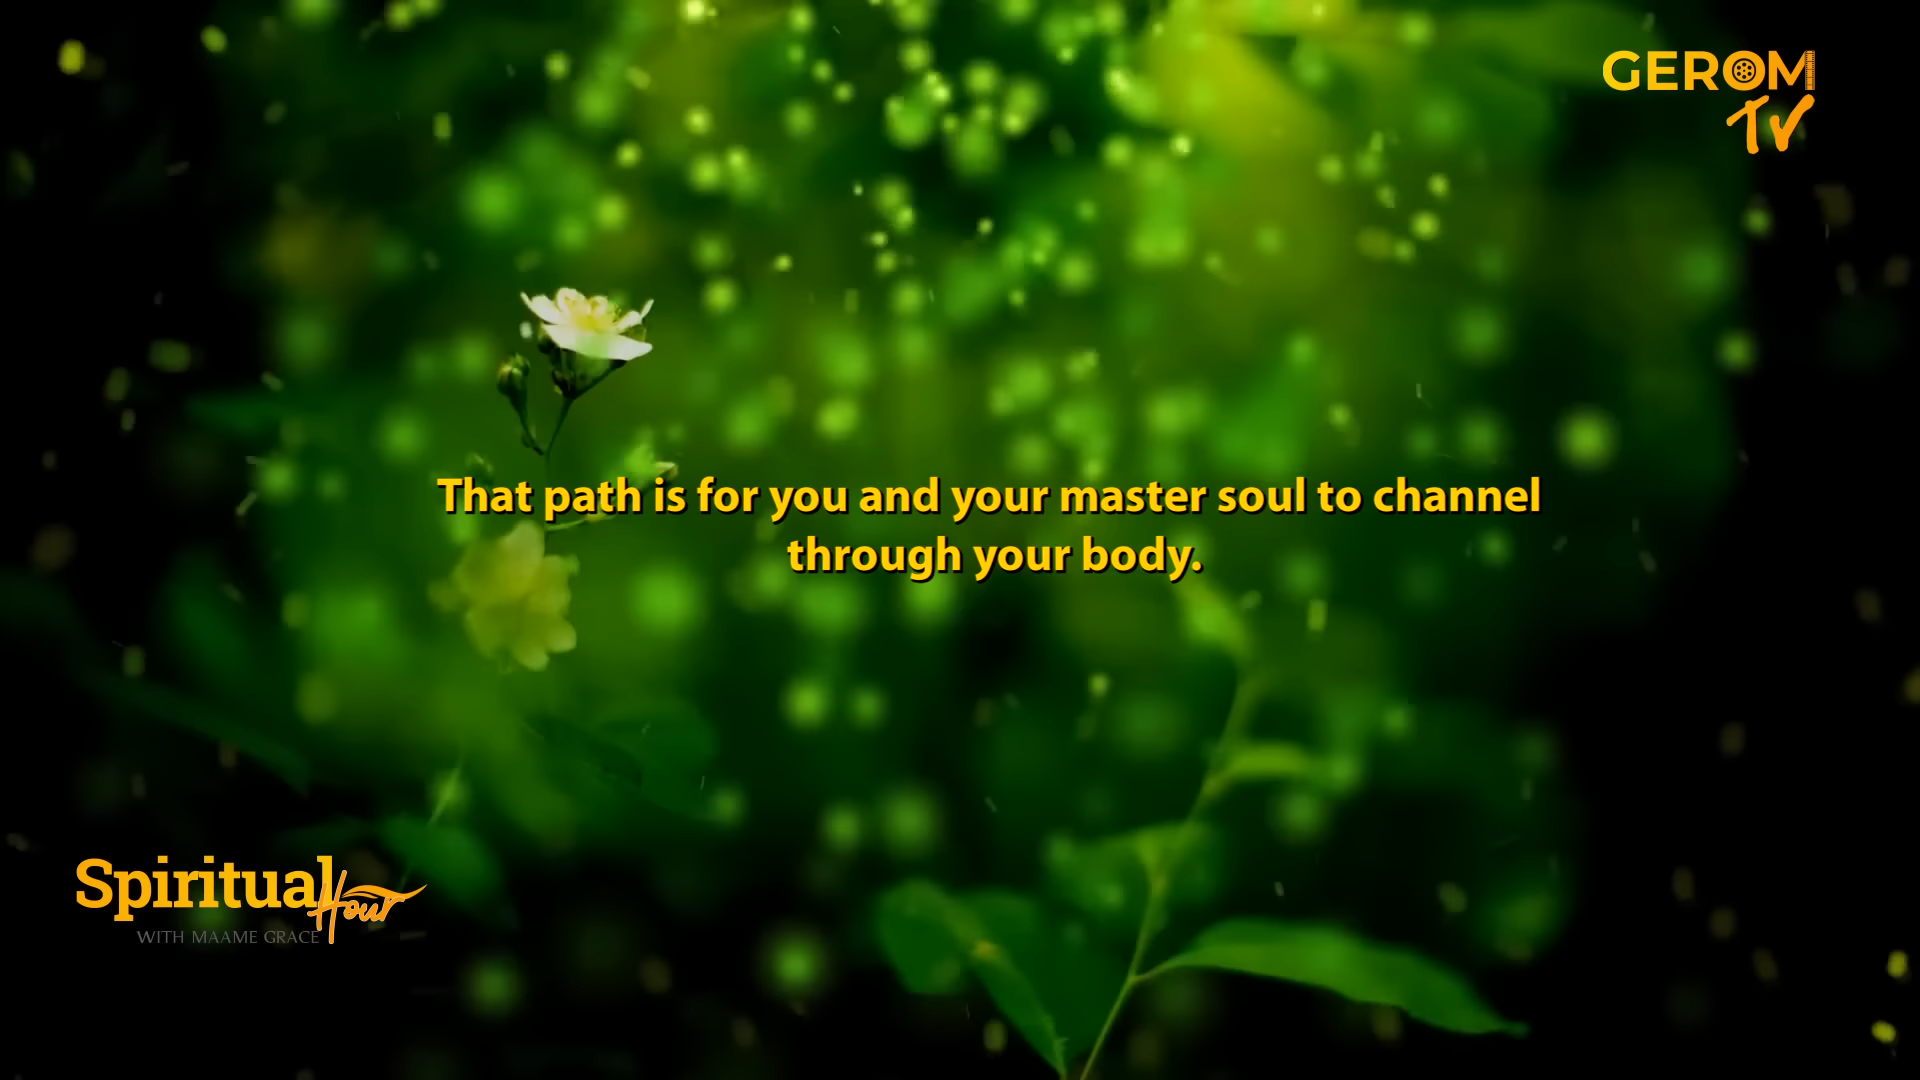 GEROM
TV
That path is for you and your master soul to channel
through your body.
Spiritual
Hour
WITH MAAME GRACE